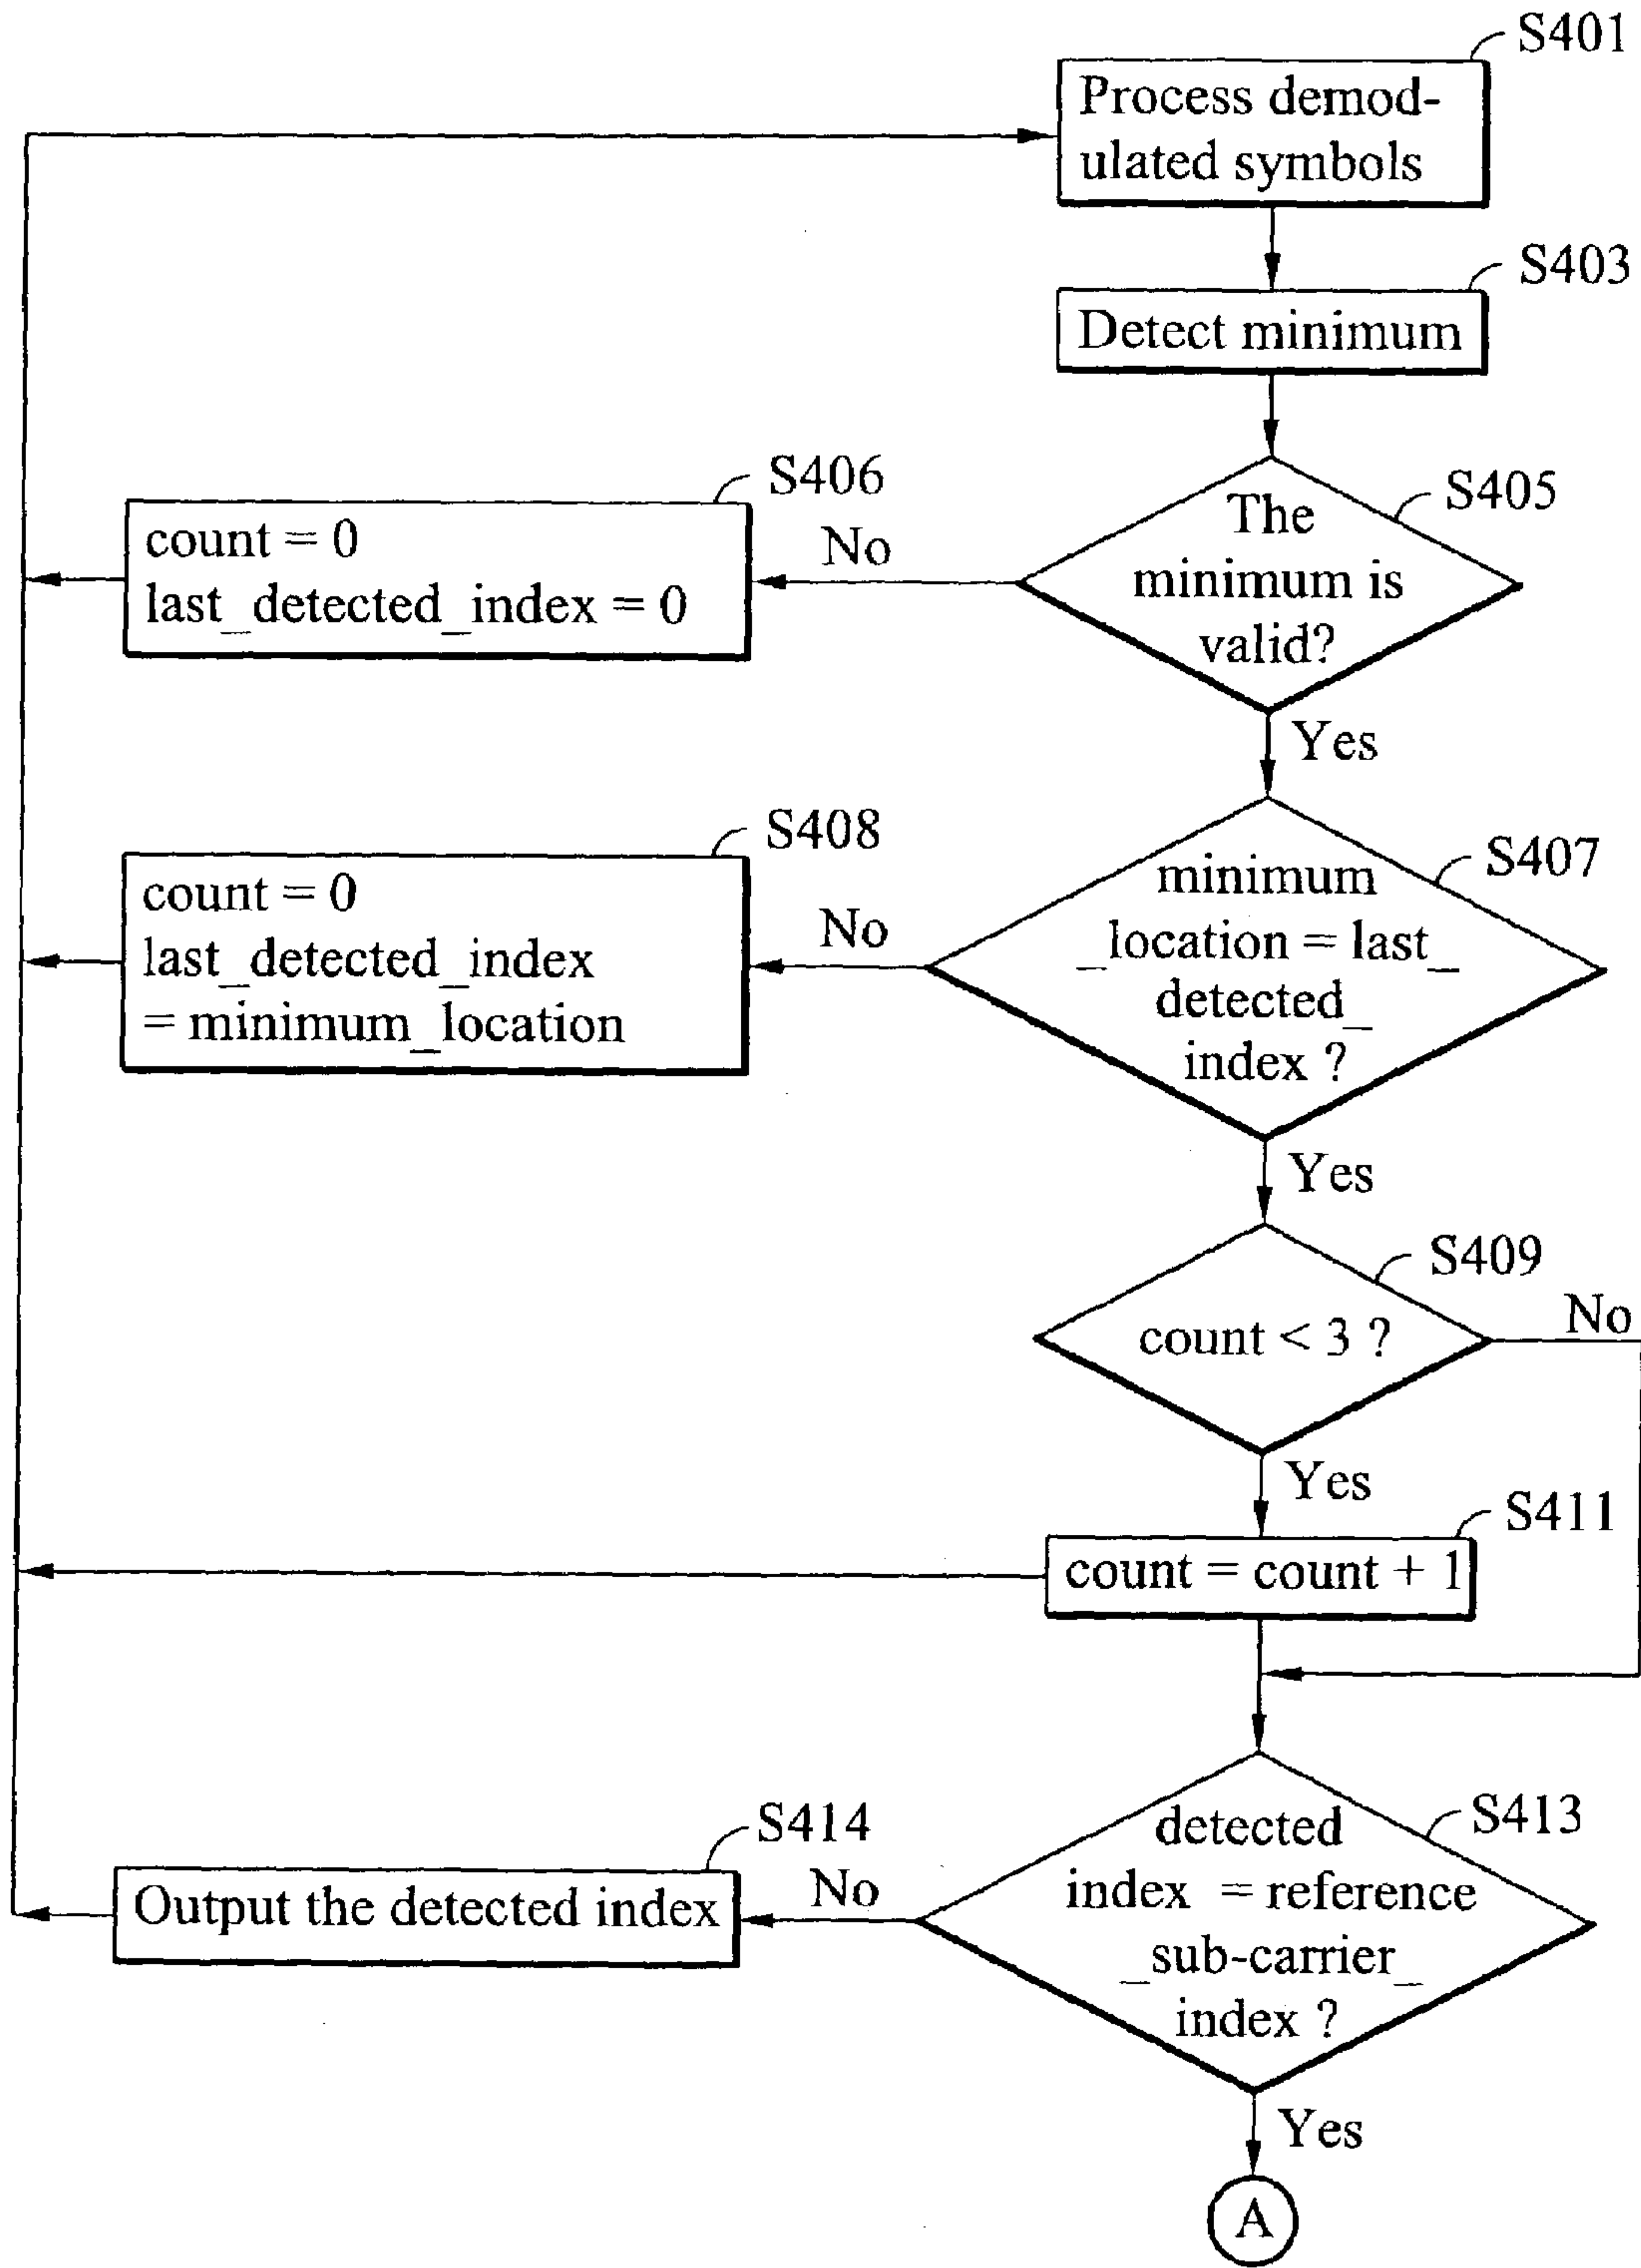 S401
Process demod-
ulated symbols
S403
Detect minimum
S405
The
minimum is
valid?
No
S406
count = 0
last_detected_index = 0
Yes
S407
minimum
_location = last_
detected_
index ?
No
S408
count = 0
last_detected_index
= minimum_location
Yes
S409
count < 3 ?
No
Yes
S411
count = count + 1
S413
detected
index = reference
_sub-carrier_
index ?
No
S414
Output the detected index
Yes
A